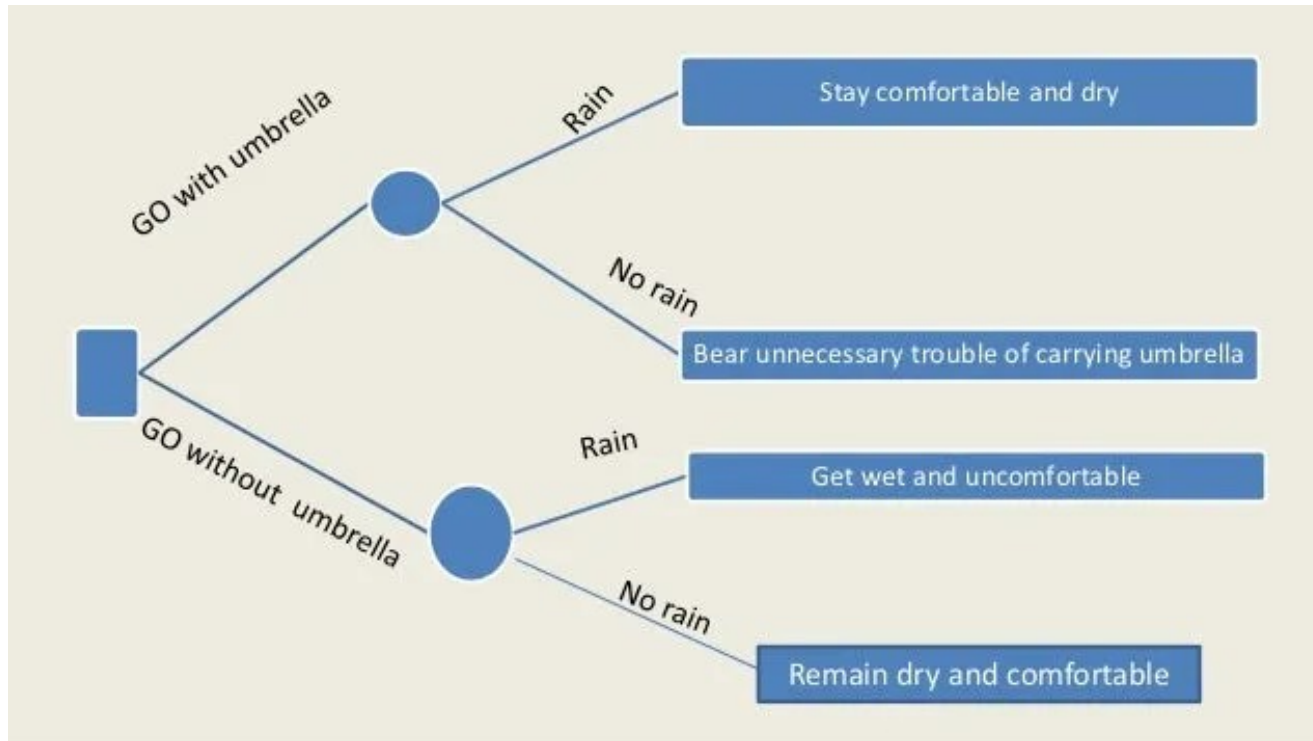 GO with umbrella
Rain
Stay comfortable and dry
No rain
Bear unnecessary trouble of carrying umbrella
GO without umbrella
Rain
Get wet and uncomfortable
No rain
Remain dry and comfortable